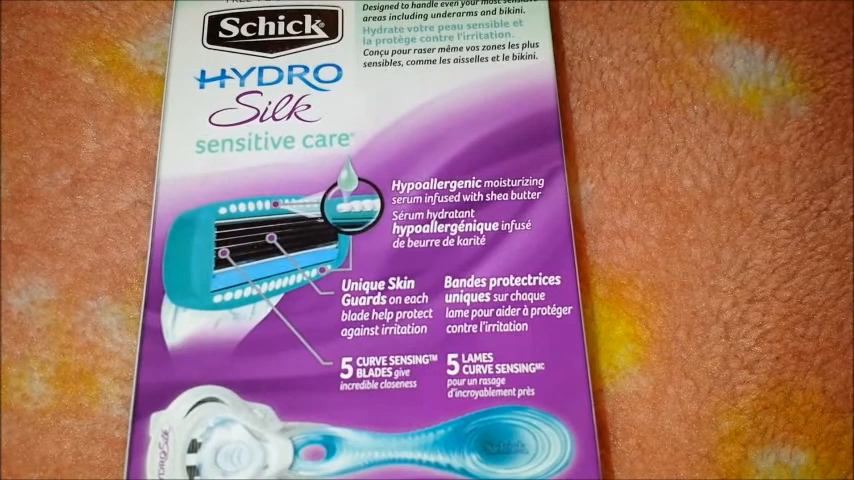 Designed to handle even your most sensitive
areas including underarms and bikini.
Hydrate votre peau sensible et
la protège contre l'irritation.
Conçu pour raser même vos zones les plus
sensibles, comme les aisselles et le bikini.
Schick
HYDRO
Silk
sensitive care
Hypoallergenic moisturizing
serum infused with shea butter
Sérum hydratant
hypoallergénique infusé
de beurre de karité
Unique Skin
Guards on each
blade help protect
against irritation
Bandes protectrices
uniques sur chaque
lame pour aider à protéger
contre l'irritation
5 CURVE SENSING™
BLADES give
incredible closeness
5 LAMES
CURVE SENSINGᴹᶜ
pour un rasage
d'incroyablement près
Schick